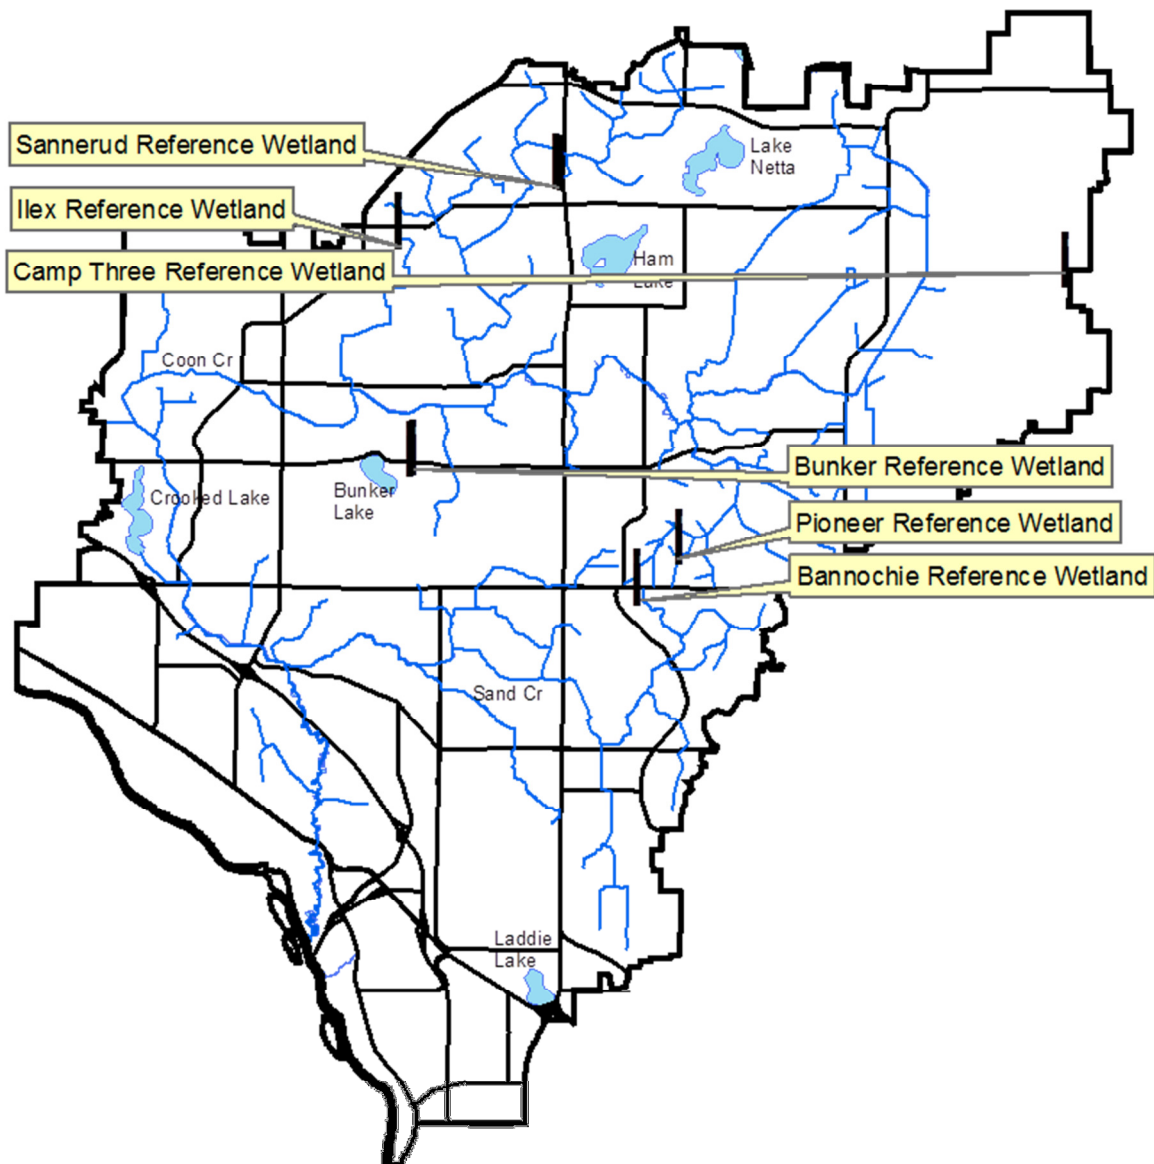 Sannerud Reference Wetland
Lake
Netta
Ilex Reference Wetland
Ham
Lake
Camp Three Reference Wetland
Coon Cr
Bunker Reference Wetland
Crooked Lake
Bunker
Lake
Pioneer Reference Wetland
Bannochie Reference Wetland
Sand Cr
Laddie
Lake